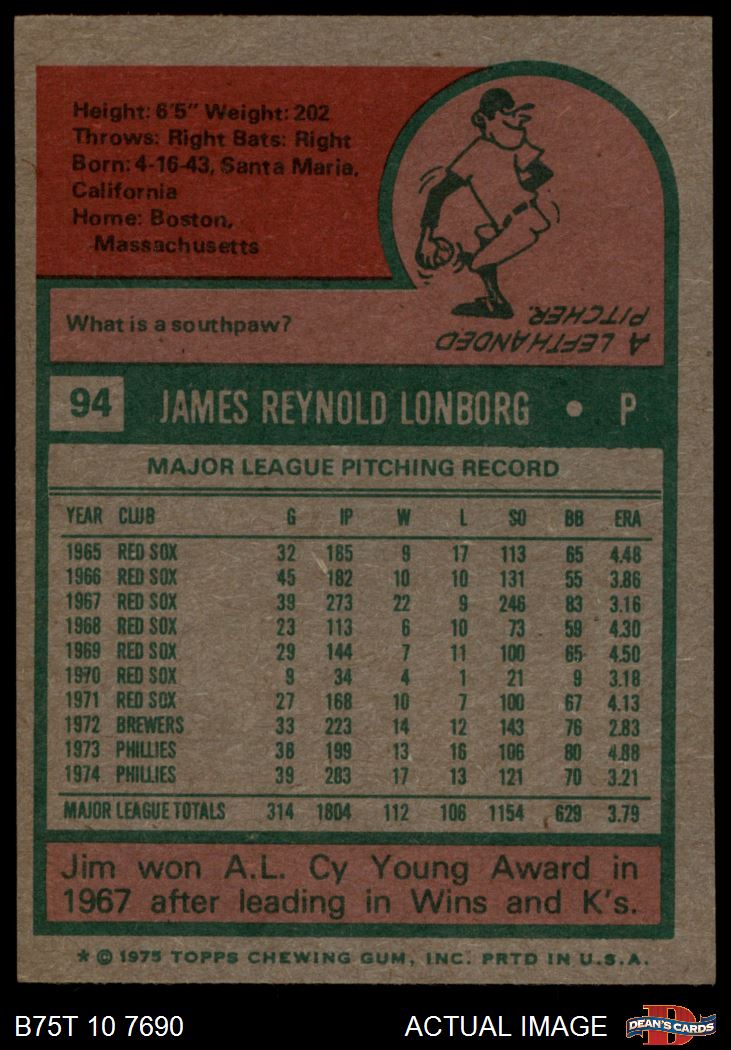 Height: 6'5" Weight: 202
Throws: Right Bats: Right
Born: 4-16-43, Santa Maria,
California
Home: Boston,
Massachusetts
What is a southpaw?
A LEFTHANDED
PITCHER.
94 JAMES REYNOLD LONBORG • P
MAJOR LEAGUE PITCHING RECORD
YEAR CLUB G IP W L SO BB ERA
1965 RED SOX 32 185 9 17 113 65 4.48
1966 RED SOX 45 182 10 10 131 55 3.86
1967 RED SOX 39 273 22 9 246 83 3.16
1968 RED SOX 23 113 6 10 73 59 4.30
1969 RED SOX 29 144 7 11 100 65 4.50
1970 RED SOX 9 34 4 1 21 9 3.18
1971 RED SOX 27 168 10 7 100 67 4.13
1972 BREWERS 33 223 14 12 143 76 2.83
1973 PHILLIES 38 199 13 16 106 80 4.88
1974 PHILLIES 39 283 17 13 121 70 3.21
MAJOR LEAGUE TOTALS 314 1804 112 106 1154 629 3.79
Jim won A.L. Cy Young Award in
1967 after leading in Wins and K's.
* © 1975 TOPPS CHEWING GUM, INC. PRTD IN U.S.A.
B75T 10 7690 ACTUAL IMAGE D DEAN'S CARDS